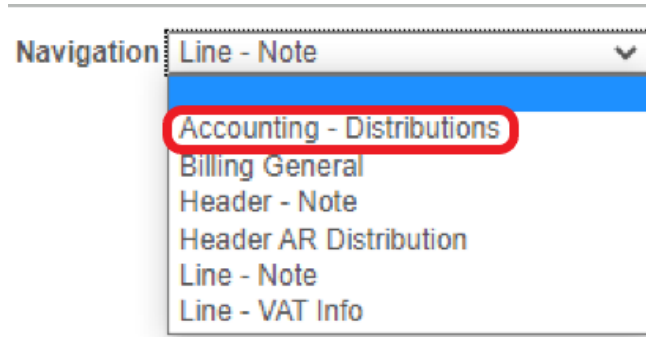 Navigation Line - Note
Accounting - Distributions
Billing General
Header - Note
Header AR Distribution
Line - Note
Line - VAT Info